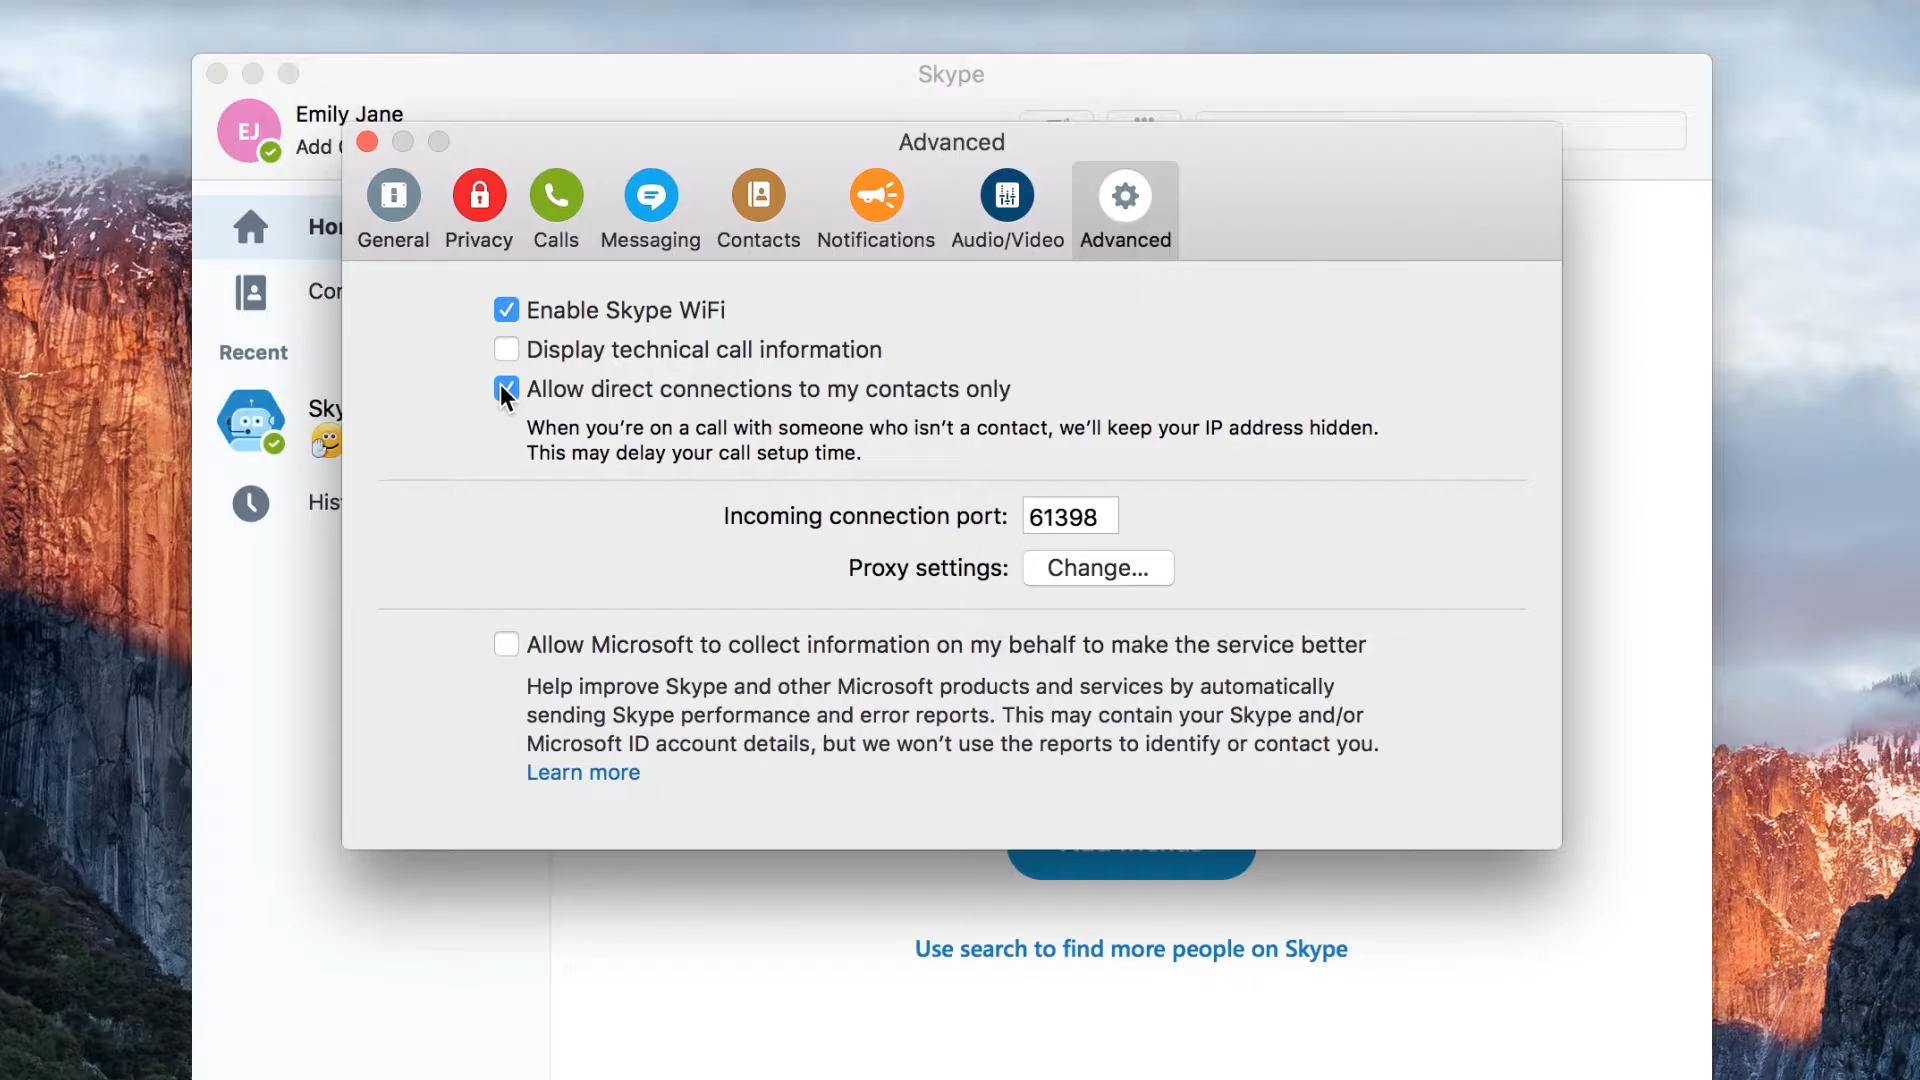 Skype
EJ
Emily Jane
Add
Advanced
General
Privacy
Calls
Messaging
Contacts
Notifications
Audio/Video
Advanced
Enable Skype WiFi
Display technical call information
Allow direct connections to my contacts only
When you’re on a call with someone who isn’t a contact, we’ll keep your IP address hidden.
This may delay your call setup time.
Recent
Incoming connection port:
61398
Proxy settings:
Change...
Allow Microsoft to collect information on my behalf to make the service better
Help improve Skype and other Microsoft products and services by automatically
sending Skype performance and error reports. This may contain your Skype and/or
Microsoft ID account details, but we won’t use the reports to identify or contact you.
Learn more
Use search to find more people on Skype